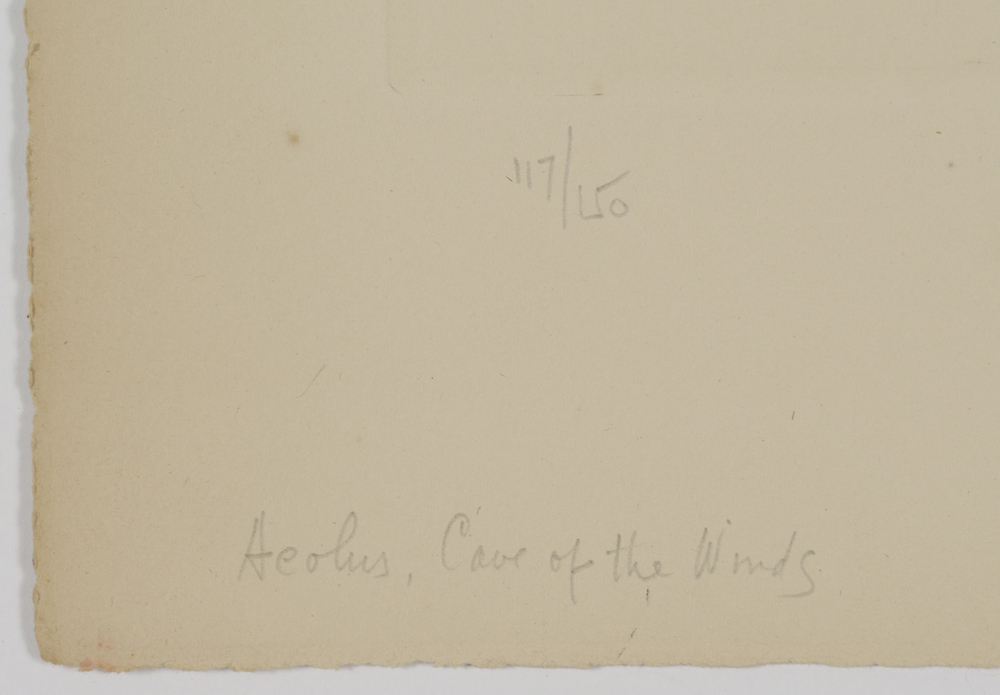 117/150
Aeolus, Cave of the Winds